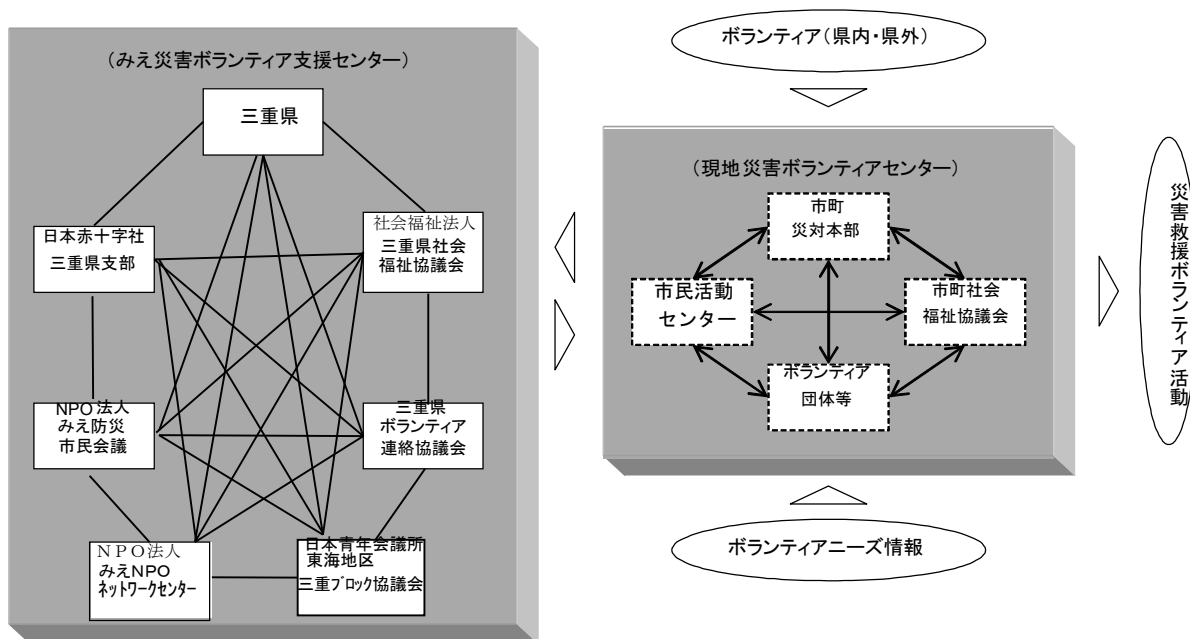 (みえ災害ボランティア支援センター)
三重県
日本赤十字社
三重県支部
社会福祉法人
三重県社会
福祉協議会
NPO法人
みえ防災
市民会議
三重県
ボランティア
連絡協議会
NPO法人
みえNPO
ネットワークセンター
日本青年会議所
東海地区
三重ブロック協議会
ボランティア(県内・県外)
(現地災害ボランティアセンター)
市町
災対本部
市民活動
センター
市町社会
福祉協議会
ボランティア
団体等
ボランティアニーズ情報
災害救援ボランティア活動